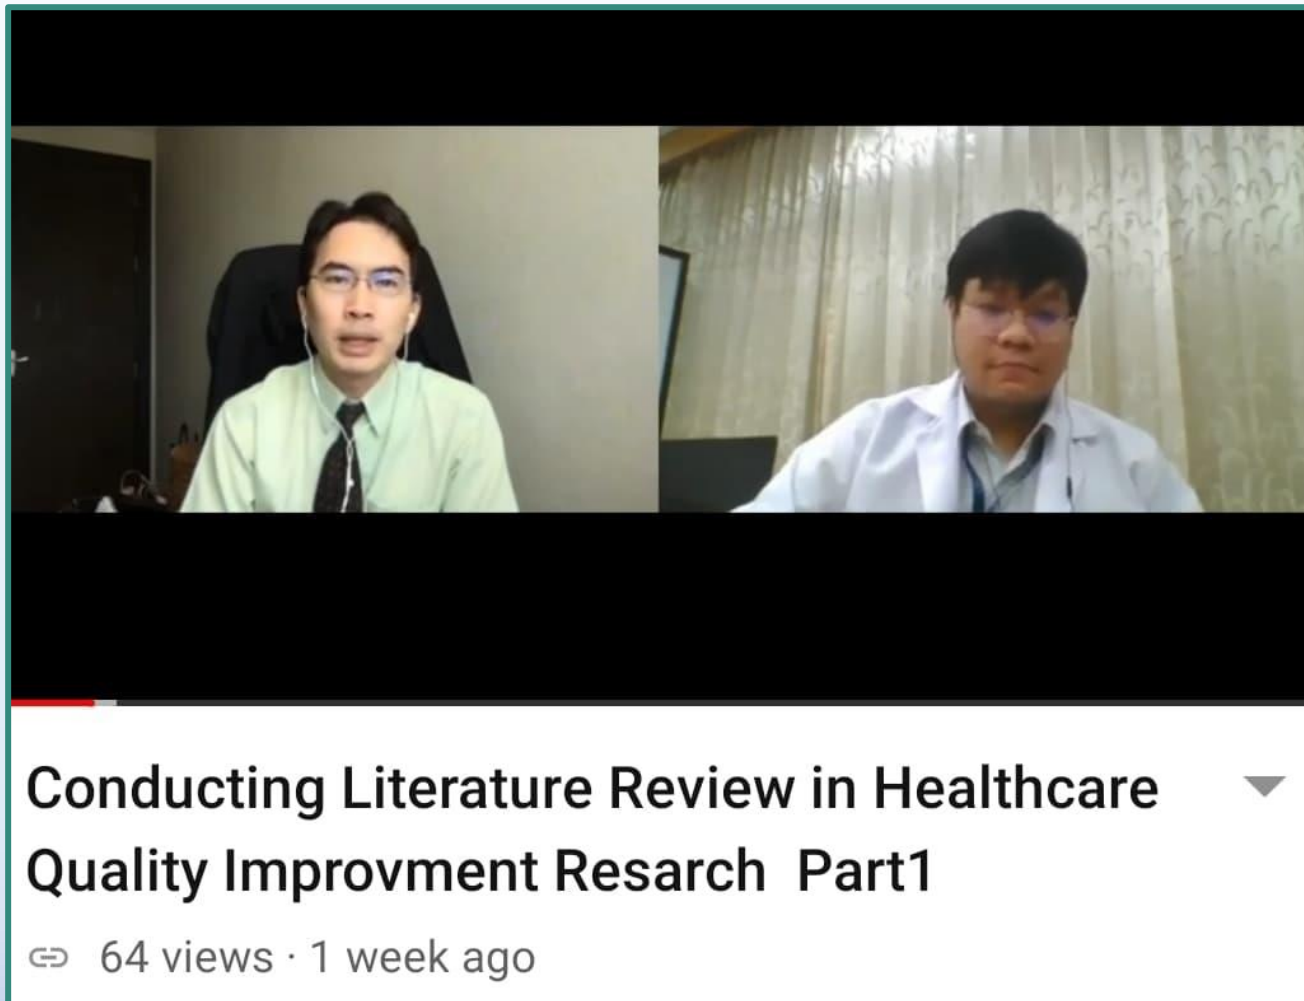 Conducting Literature Review in Healthcare
Quality Improvment Resarch  Part1
64 views · 1 week ago